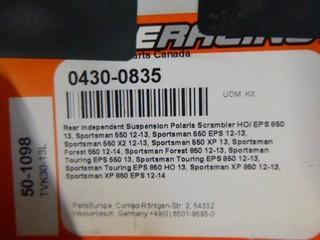 ERACING
arts Canada
0430-0835
UOM: Kit
Rear Independent Suspension Polaris Scrambler HO/ EPS 850
13, Sportsman 550 12-13, Sportsman 550 EPS 12-13,
Sportsman 550 X2 12-13, Sportsman 550 XP 13, Sportsman
Forest 550 12-14, Sportsman Forest 850 12-13, Sportsman
Touring EPS 550 13, Sportsman Touring EPS 850 12-13,
Sportsman Touring EPS 850 HO 13, Sportsman XP 850 12-13,
Sportsman XP 850 EPS 12-14
PartsEurope, Conrad-Röntgen-Str. 2, 54332
Wasserliesch, Germany +49(0) 6501-9695-0
50-1098
TVK30-13L